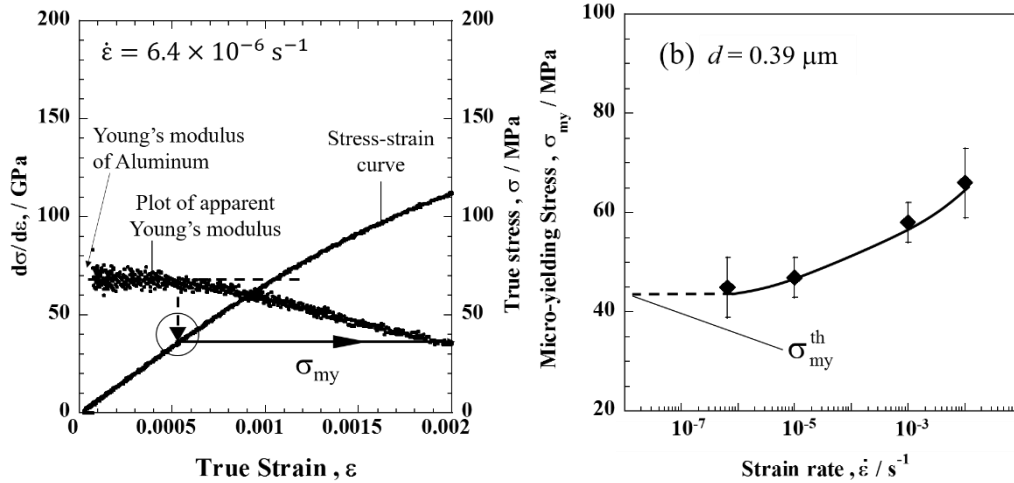 ε̇ = 6.4 × 10⁻⁶ s⁻¹
200
150
100
50
0
dσ/dε, / GPa
Young's modulus
of Aluminum
Plot of apparent
Young's modulus
Stress-strain
curve
σmy
0
0.0005
0.001
0.0015
0.002
True Strain , ε
200
150
100
50
0
True stress , σ / MPa
(b) d = 0.39 μm
100
80
60
40
20
Micro-yielding Stress , σmy / MPa
σmy^th
10⁻⁷
10⁻⁵
10⁻³
Strain rate , ε̇ / s⁻¹